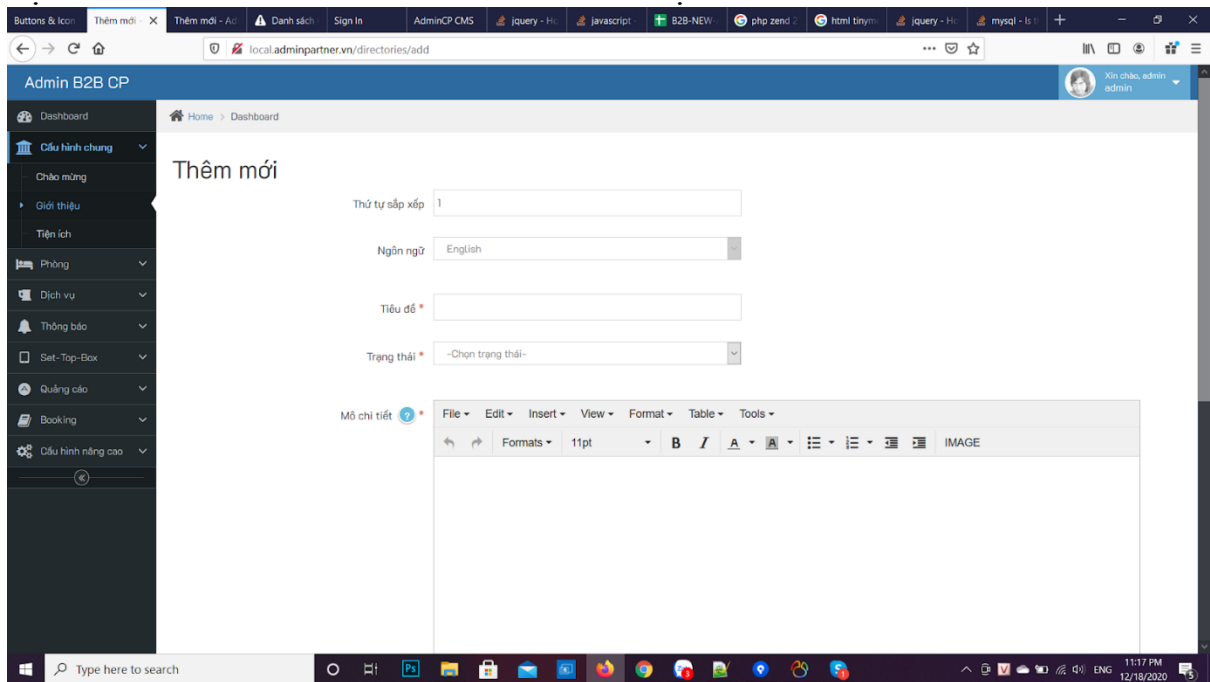 Buttons & Icon Thêm mới - Thêm mới - Ad Danh sách Sign In AdminCP CMS jquery - Ho javascript - B2B-NEW- php zend 2 html tinymc jquery - Ho mysql - Is t
local.adminpartner.vn/directories/add
Admin B2B CP
Xin chào, admin
admin
Dashboard
Home > Dashboard
Cấu hình chung
Chào mừng
Giới thiệu
Tiện ích
Phòng
Dịch vụ
Thông báo
Set-Top-Box
Quảng cáo
Booking
Cấu hình nâng cao
Thêm mới
Thứ tự sắp xếp 1
Ngôn ngữ English
Tiêu đề *
Trạng thái * -Chọn trạng thái-
Mô chi tiết ? *
File Edit Insert View Format Table Tools
Formats 11pt B I A A IMAGE
Type here to search
Ps
ENG
11:17 PM
12/18/2020
5